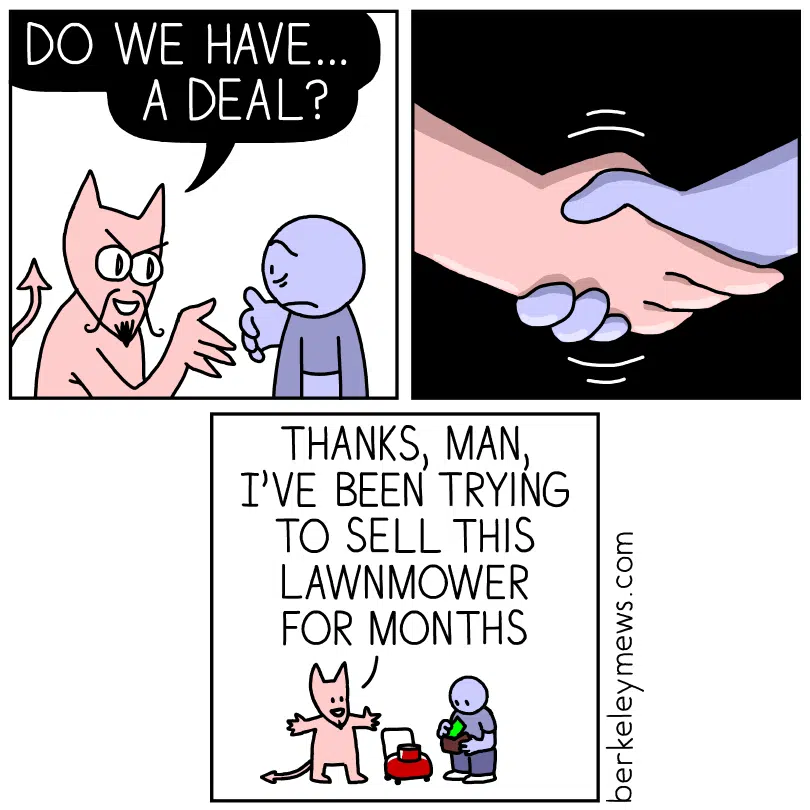 DO WE HAVE...
A DEAL?
THANKS, MAN,
I'VE BEEN TRYING
TO SELL THIS
LAWNMOWER
FOR MONTHS
berkeleymews.com